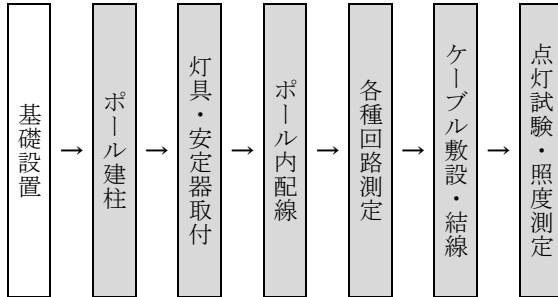 基礎設置
→
ポール建柱
→
灯具・安定器取付
→
ポール内配線
→
各種回路測定
→
ケーブル敷設・結線
→
点灯試験・照度測定